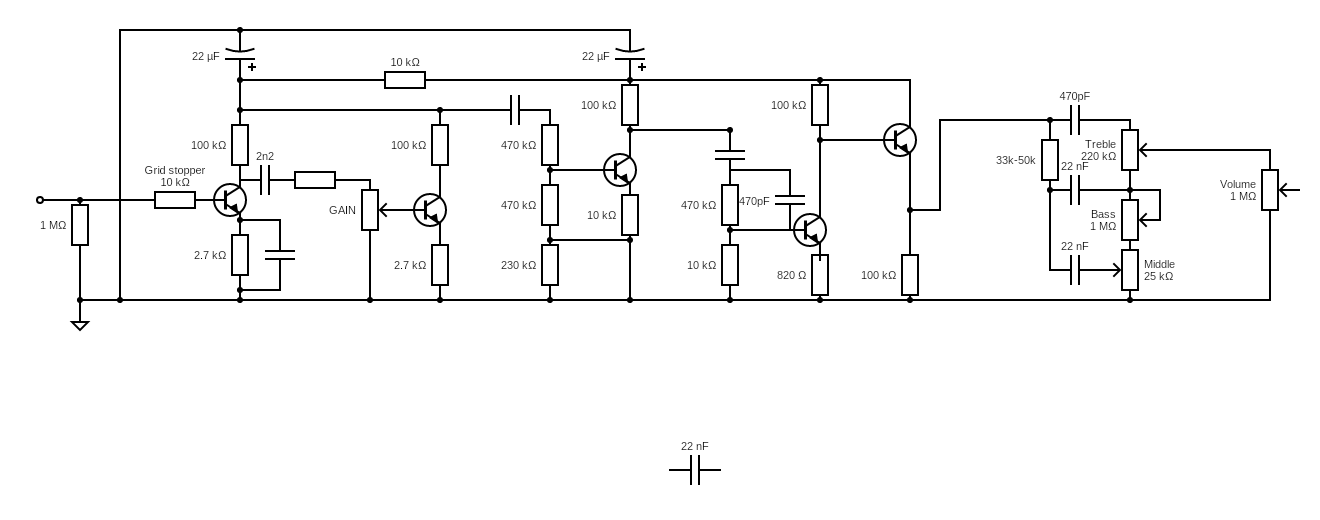 22 µF
10 kΩ
22 µF
100 kΩ
100 kΩ
470pF
100 kΩ
2n2
100 kΩ
470 kΩ
Treble
220 kΩ
33k-50k
22 nF
Grid stopper
10 kΩ
Volume
1 MΩ
GAIN
470 kΩ
470 kΩ
470pF
10 kΩ
Bass
1 MΩ
1 MΩ
22 nF
2.7 kΩ
2.7 kΩ
230 kΩ
10 kΩ
820 Ω
100 kΩ
Middle
25 kΩ
22 nF